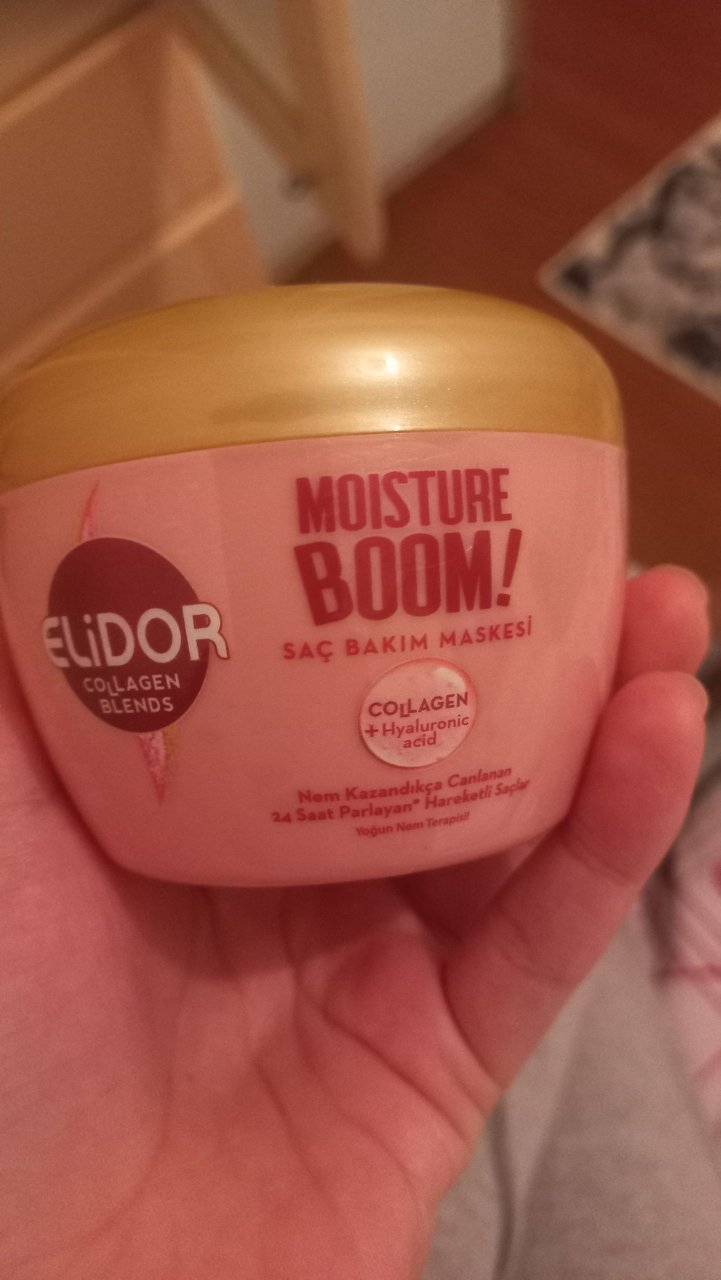 ELiDOR
COLLAGEN
BLENDS
MOISTURE
BOOM!
SAÇ BAKIM MASKESİ
COLLAGEN
+Hyaluronic
acid
Nem Kazandıkça Canlanan
24 Saat Parlayan* Hareketli Saçlar
Yoğun Nem Terapisi!